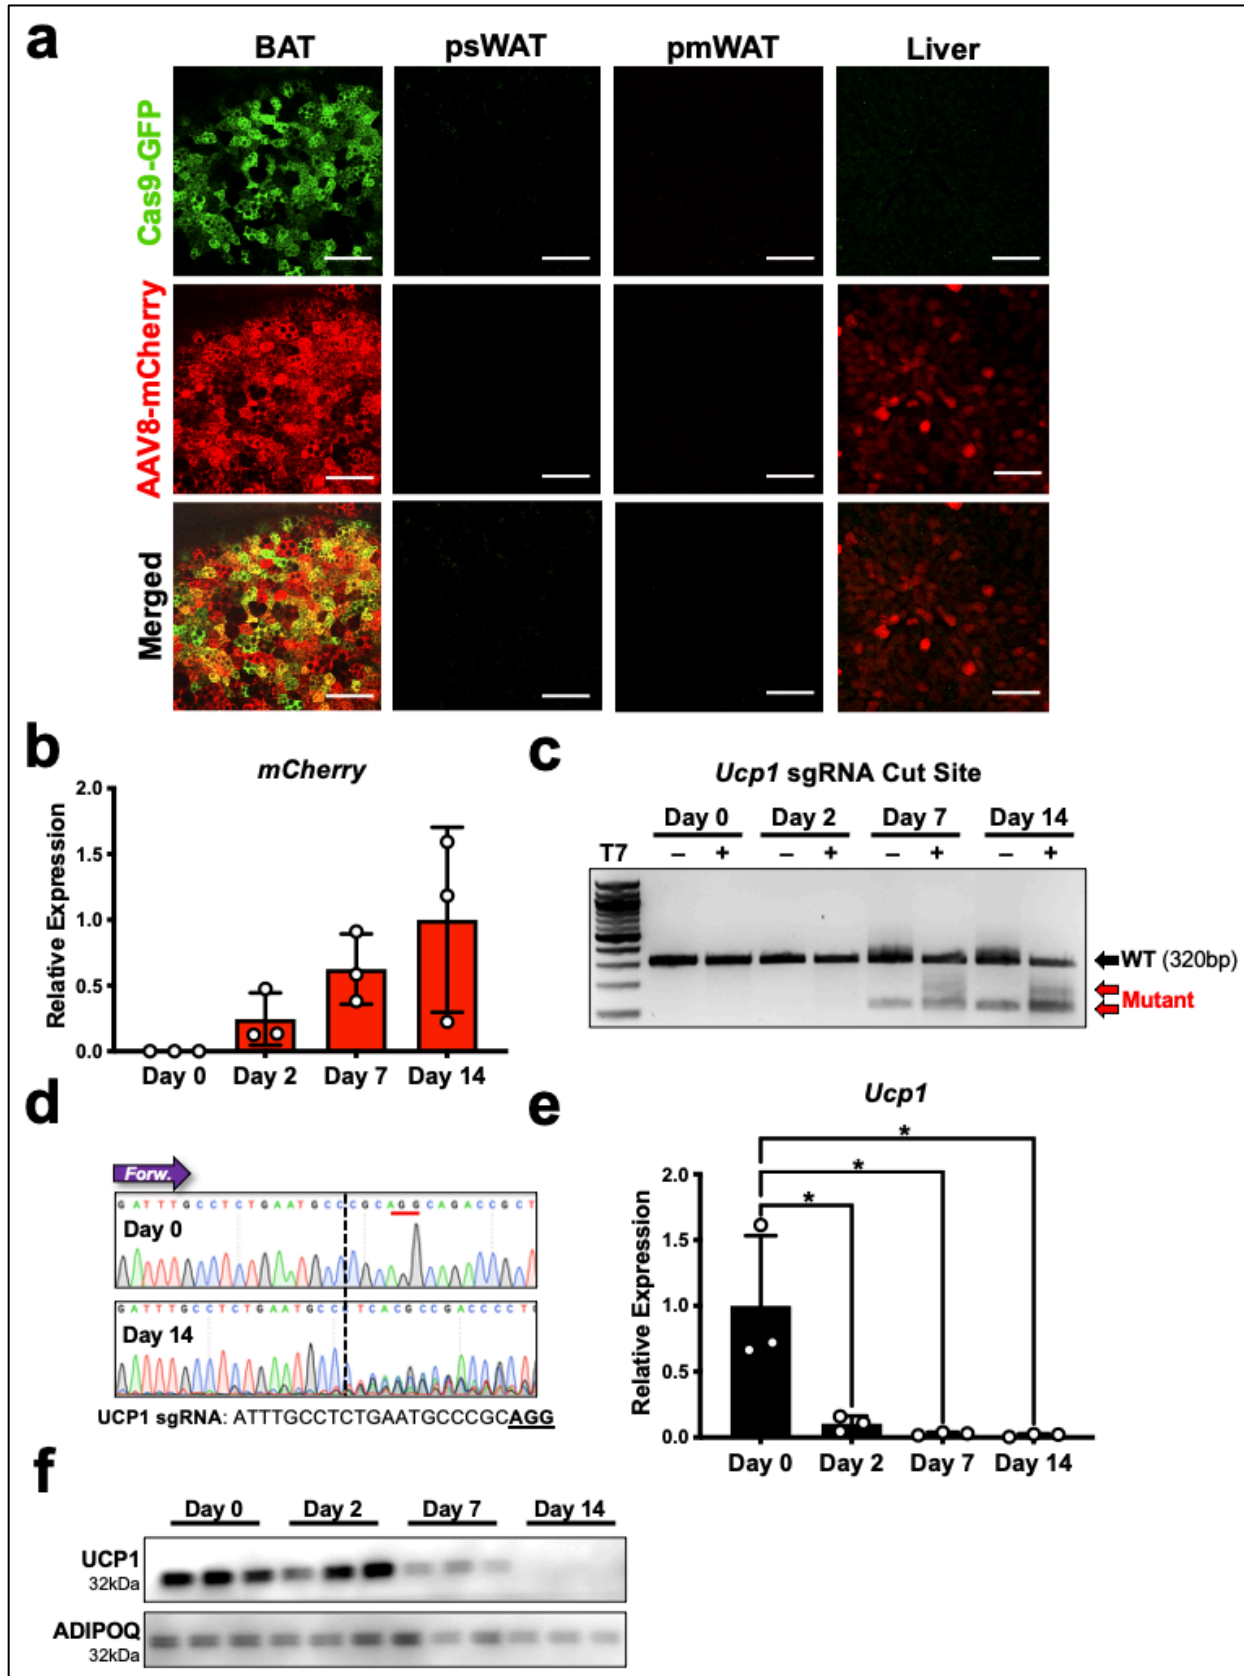 a
BAT psWAT pmWAT Liver
Cas9-GFP
AAV8-mCherry
Merged
b
mCherry
Relative Expression
2.0
1.5
1.0
0.5
0.0
Day 0 Day 2 Day 7 Day 14
c
Ucp1 sgRNA Cut Site
Day 0 Day 2 Day 7 Day 14
T7 – + – + – + – +
WT (320bp)
Mutant
d
Forw.
GATTTGCCTCTGAATGCCCGCAGGCAGACCGCT
Day 0
GATTTGCCTCTGAATGCCCTCACGCCGACCCCTG
Day 14
UCP1 sgRNA: ATTTGCCTCTGAATGCCCGCAGG
e
Ucp1
Relative Expression
2.0
1.5
1.0
0.5
0.0
* * *
Day 0 Day 2 Day 7 Day 14
f
Day 0 Day 2 Day 7 Day 14
UCP1
32kDa
ADIPOQ
32kDa